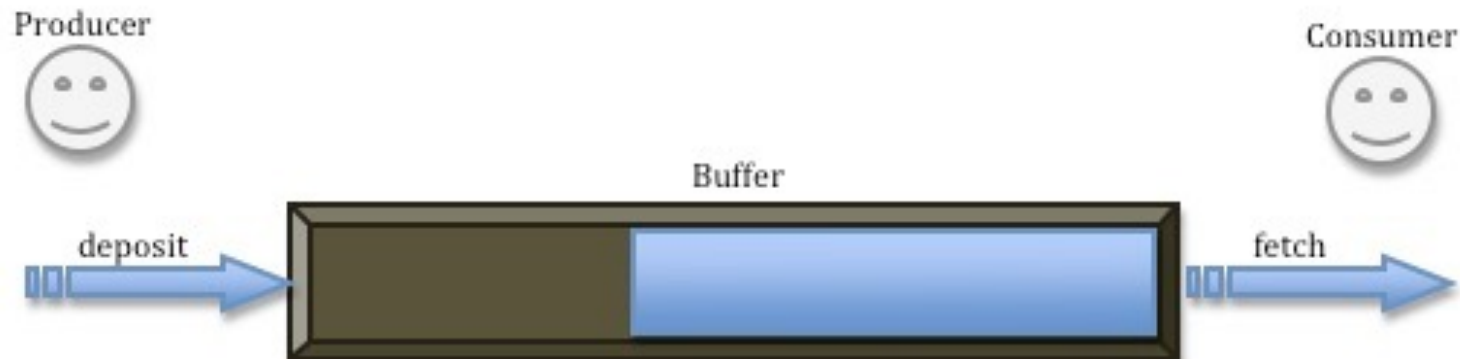 Producer
Consumer
Buffer
deposit
fetch